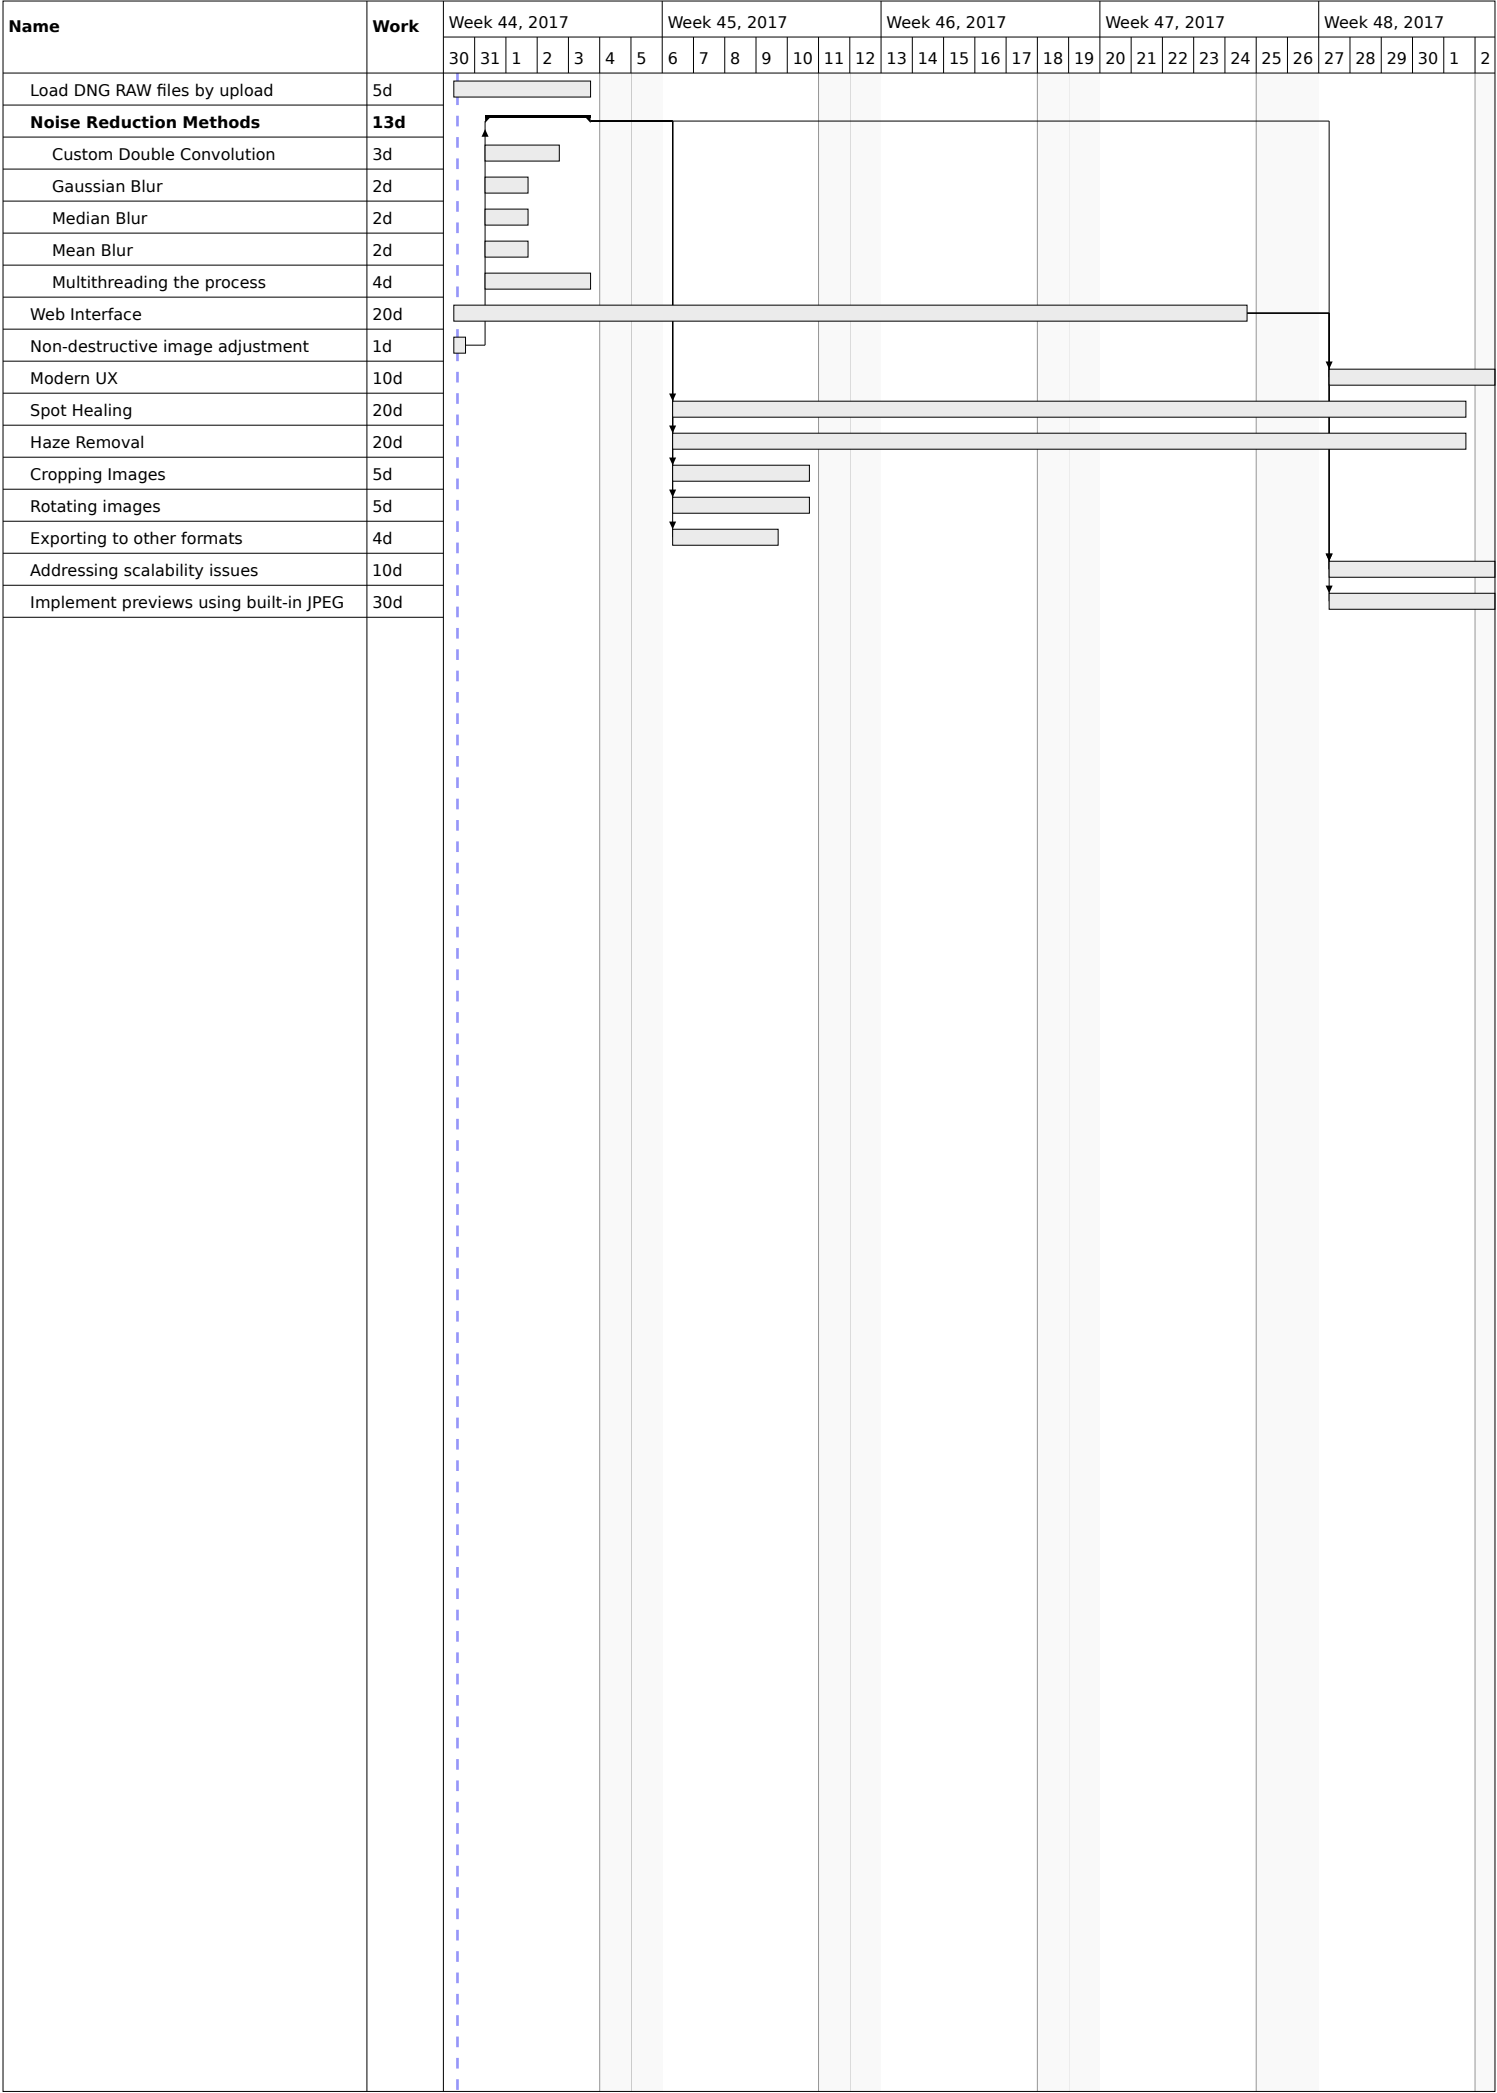 Name Work Week 44, 2017 Week 45, 2017 Week 46, 2017 Week 47, 2017 Week 48, 2017
30 31 1 2 3 4 5 6 7 8 9 10 11 12 13 14 15 16 17 18 19 20 21 22 23 24 25 26 27 28 29 30 1 2
Load DNG RAW files by upload 5d
Noise Reduction Methods 13d
Custom Double Convolution 3d
Gaussian Blur 2d
Median Blur 2d
Mean Blur 2d
Multithreading the process 4d
Web Interface 20d
Non-destructive image adjustment 1d
Modern UX 10d
Spot Healing 20d
Haze Removal 20d
Cropping Images 5d
Rotating images 5d
Exporting to other formats 4d
Addressing scalability issues 10d
Implement previews using built-in JPEG 30d